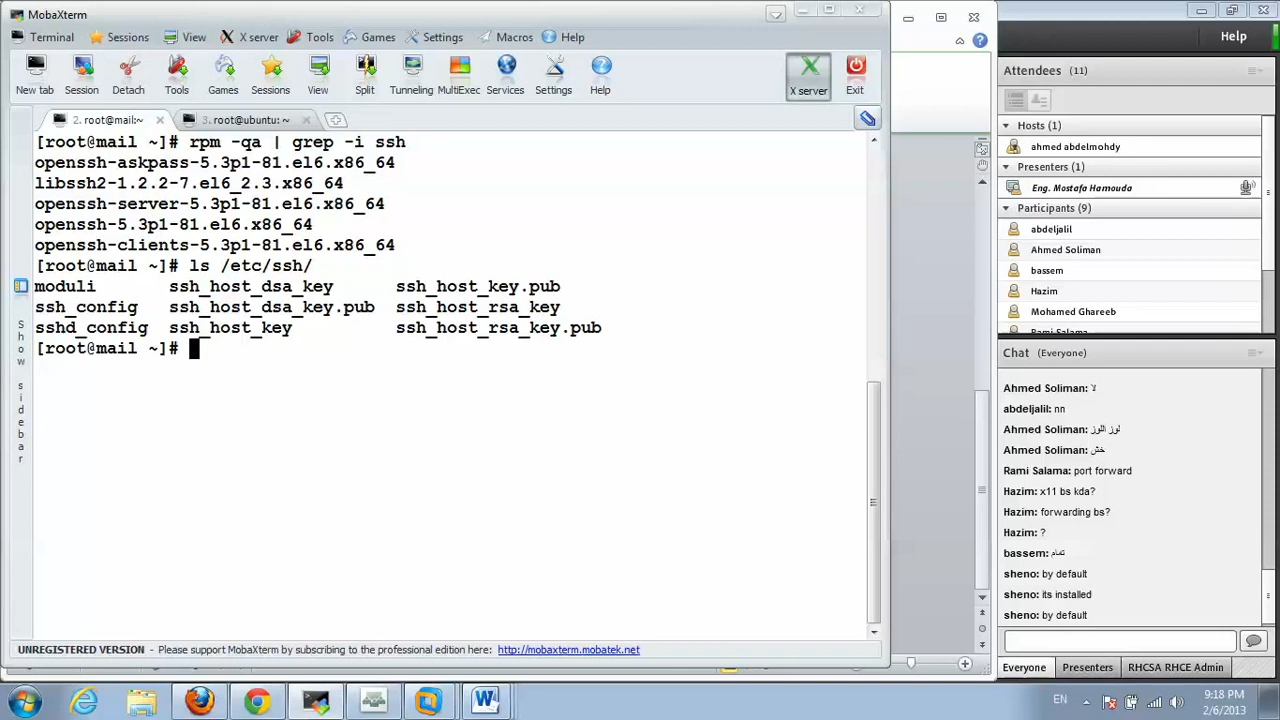 MobaXterm
Terminal Sessions View X server Tools Games Settings Macros Help
New tab Session Detach Tools Games Sessions View Split Tunneling MultiExec Services Settings Help X server Exit
2. root@mail:~ 3. root@ubuntu: ~
[root@mail ~]# rpm -qa | grep -i ssh
openssh-askpass-5.3p1-81.el6.x86_64
libssh2-1.2.2-7.el6_2.3.x86_64
openssh-server-5.3p1-81.el6.x86_64
openssh-5.3p1-81.el6.x86_64
openssh-clients-5.3p1-81.el6.x86_64
[root@mail ~]# ls /etc/ssh/
moduli ssh_host_dsa_key ssh_host_key.pub
ssh_config ssh_host_dsa_key.pub ssh_host_rsa_key
sshd_config ssh_host_key ssh_host_rsa_key.pub
[root@mail ~]#
Show sidebar
UNREGISTERED VERSION - Please support MobaXterm by subscribing to the professional edition here: http://mobaxterm.mobatek.net
Help
Attendees (11)
Hosts (1)
ahmed abdelmohdy
Presenters (1)
Eng. Mostafa Hamouda
Participants (9)
abdeljalil
Ahmed Soliman
bassem
Hazim
Mohamed Ghareeb
Rami Salama
Chat (Everyone)
Ahmed Soliman: لا
abdeljalil: nn
Ahmed Soliman: لوز اللوز
Ahmed Soliman: خش
Rami Salama: port forward
Hazim: x11 bs kda?
Hazim: forwarding bs?
Hazim: ?
bassem: تمام
sheno: by default
sheno: its installed
sheno: by default
Everyone Presenters RHCSA RHCE Admin
EN
9:18 PM
2/6/2013